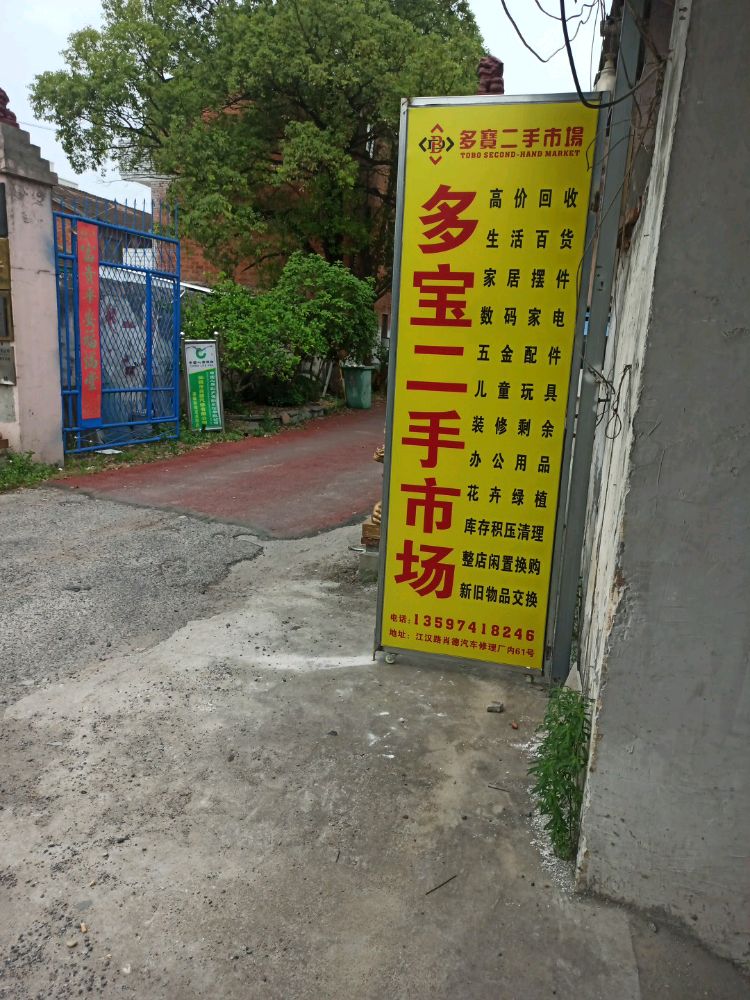 多寳二手市場
TOBO SECOND-HAND MARKET
多宝二手市场
高价回收
生活百货
家居摆件
数码家电
五金配件
儿童玩具
装修剩余
办公用品
花卉绿植
库存积压清理
整店闲置换购
新旧物品交换
电话：13597418246
地址：江汉路肖德汽车修理厂内61号